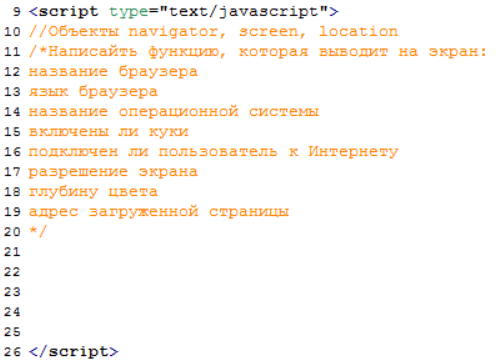 9 <script type="text/javascript">
10 //Объекты navigator, screen, location
11 /*Написайть функцию, которая выводит на экран:
12 название браузера
13 язык браузера
14 название операционной системы
15 включены ли куки
16 подключен ли пользователь к Интернету
17 разрешение экрана
18 глубину цвета
19 адрес загруженной страницы
20 */
21
22
23
24
25
26 </script>